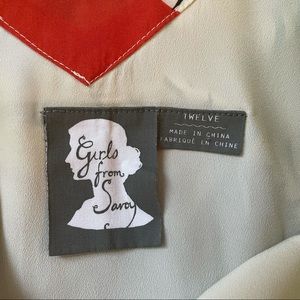 Girls
from
Savoy
TWELVE
MADE IN CHINA
FABRIQUÉ EN CHINE